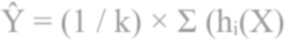 Ŷ = (1 / k) × Σ (hᵢ(X)